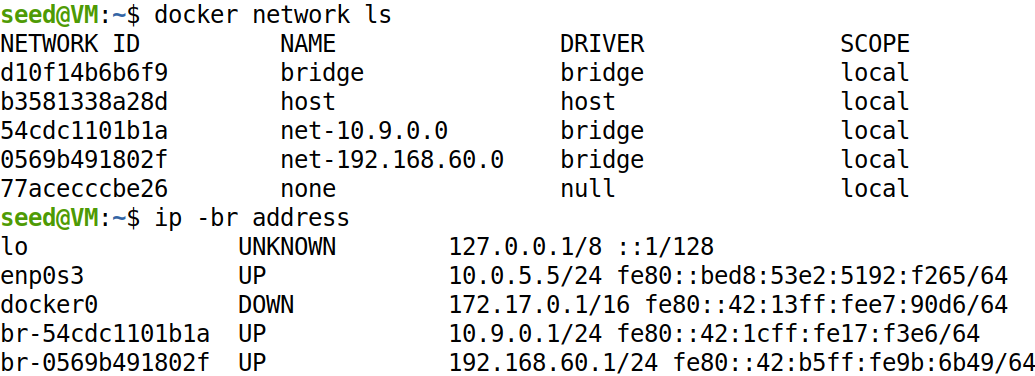 seed@VM:~$ docker network ls
NETWORK ID          NAME                DRIVER              SCOPE
d10f14b6b6f9        bridge              bridge              local
b3581338a28d        host                host                local
54cdc1101b1a        net-10.9.0.0        bridge              local
0569b491802f        net-192.168.60.0    bridge              local
77acecccbe26        none                null                local
seed@VM:~$ ip -br address
lo               UNKNOWN        127.0.0.1/8 ::1/128
enp0s3           UP             10.0.5.5/24 fe80::bed8:53e2:5192:f265/64
docker0          DOWN           172.17.0.1/16 fe80::42:13ff:fee7:90d6/64
br-54cdc1101b1a  UP             10.9.0.1/24 fe80::42:1cff:fe17:f3e6/64
br-0569b491802f  UP             192.168.60.1/24 fe80::42:b5ff:fe9b:6b49/64